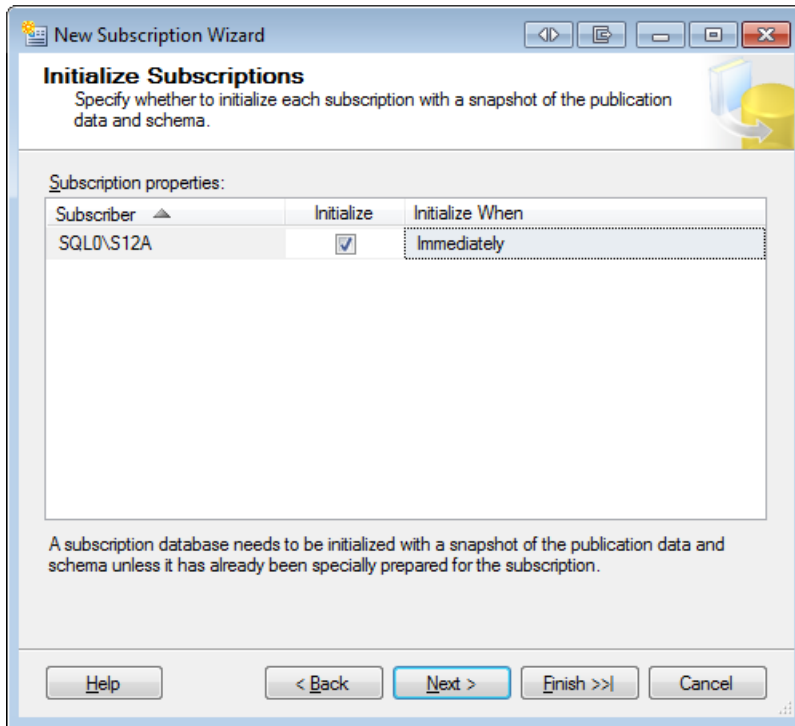 New Subscription Wizard
Initialize Subscriptions
Specify whether to initialize each subscription with a snapshot of the publication
data and schema.
Subscription properties:
Subscriber Initialize Initialize When
SQL0\S12A Immediately
A subscription database needs to be initialized with a snapshot of the publication data and
schema unless it has already been specially prepared for the subscription.
Help < Back Next > Finish >>| Cancel